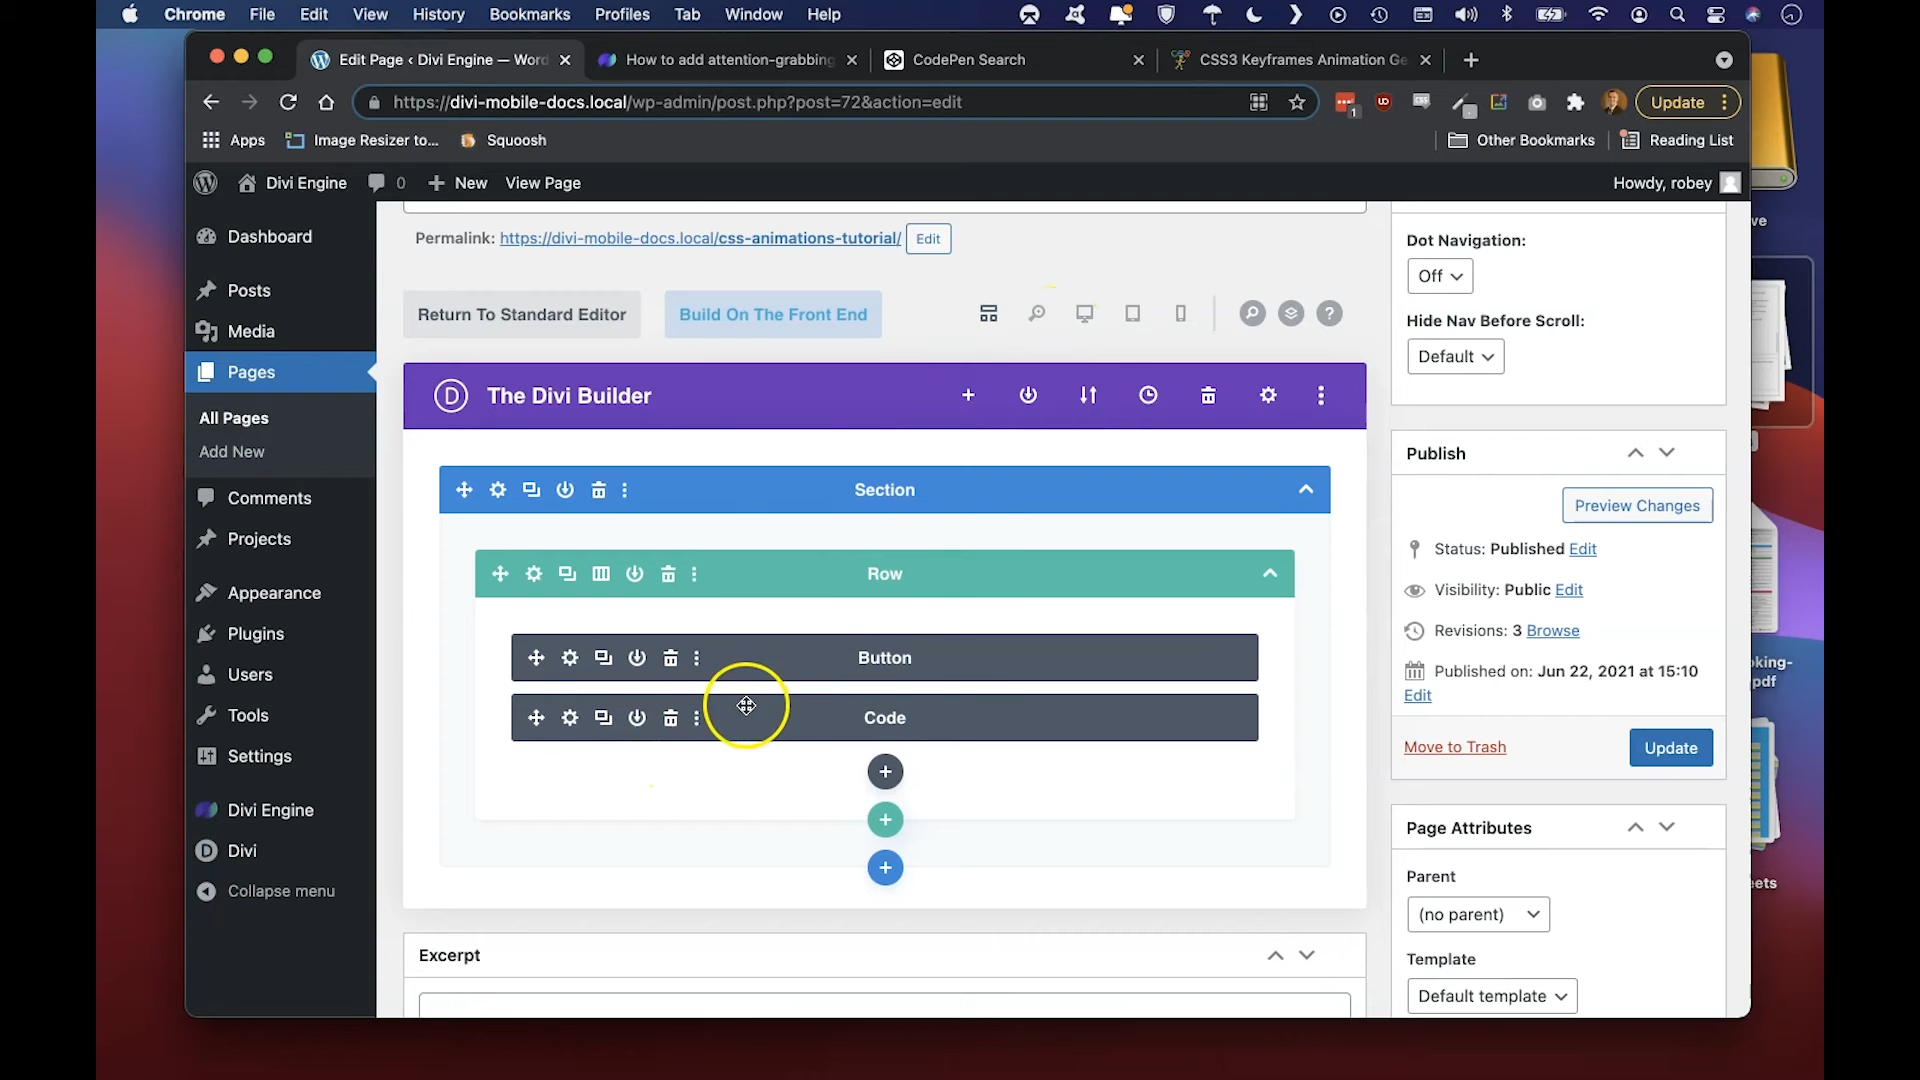 Chrome File Edit View History Bookmarks Profiles Tab Window Help
Edit Page ‹ Divi Engine — Word
How to add attention-grabbing
CodePen Search
CSS3 Keyframes Animation Ge
https://divi-mobile-docs.local/wp-admin/post.php?post=72&action=edit
1
Update
Apps
Image Resizer to...
Squoosh
Other Bookmarks
Reading List
Divi Engine
0
New
View Page
Howdy, robey
Dashboard
Posts
Media
Pages
All Pages
Add New
Comments
Projects
Appearance
Plugins
Users
Tools
Settings
Divi Engine
Divi
Collapse menu
Permalink: https://divi-mobile-docs.local/css-animations-tutorial/ Edit
Return To Standard Editor
Build On The Front End
?
D The Divi Builder
Section
Row
Button
Code
Excerpt
Dot Navigation:
Off
Hide Nav Before Scroll:
Default
Publish
Preview Changes
Status: Published Edit
Visibility: Public Edit
Revisions: 3 Browse
Published on: Jun 22, 2021 at 15:10
Edit
Move to Trash
Update
Page Attributes
Parent
(no parent)
Template
Default template
ve
oking-
pdf
eets